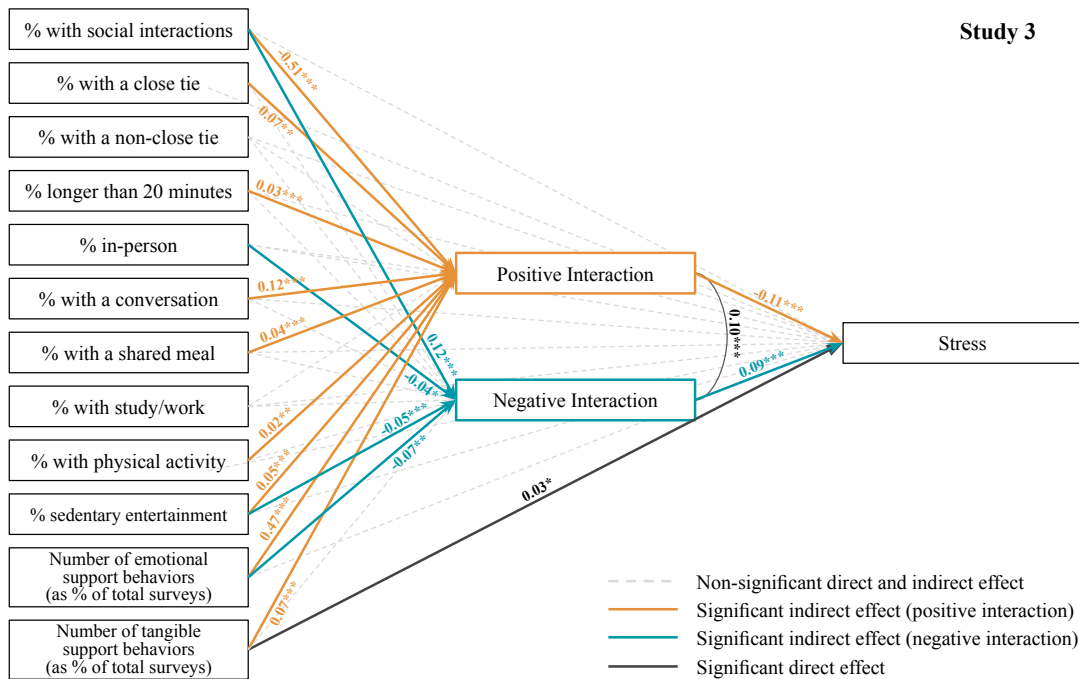 Study 3
% with social interactions
% with a close tie
% with a non-close tie
% longer than 20 minutes
% in-person
% with a conversation
% with a shared meal
% with study/work
% with physical activity
% sedentary entertainment
Number of emotional
support behaviors
(as % of total surveys)
Number of tangible
support behaviors
(as % of total surveys)
-0.51***
0.07**
0.03***
0.12***
0.04***
0.02**
0.05***
0.47***
0.07***
0.12***
-0.04*
-0.05***
-0.07**
Positive Interaction
Negative Interaction
0.10***
-0.11***
0.09***
0.03*
Stress
Non-significant direct and indirect effect
Significant indirect effect (positive interaction)
Significant indirect effect (negative interaction)
Significant direct effect